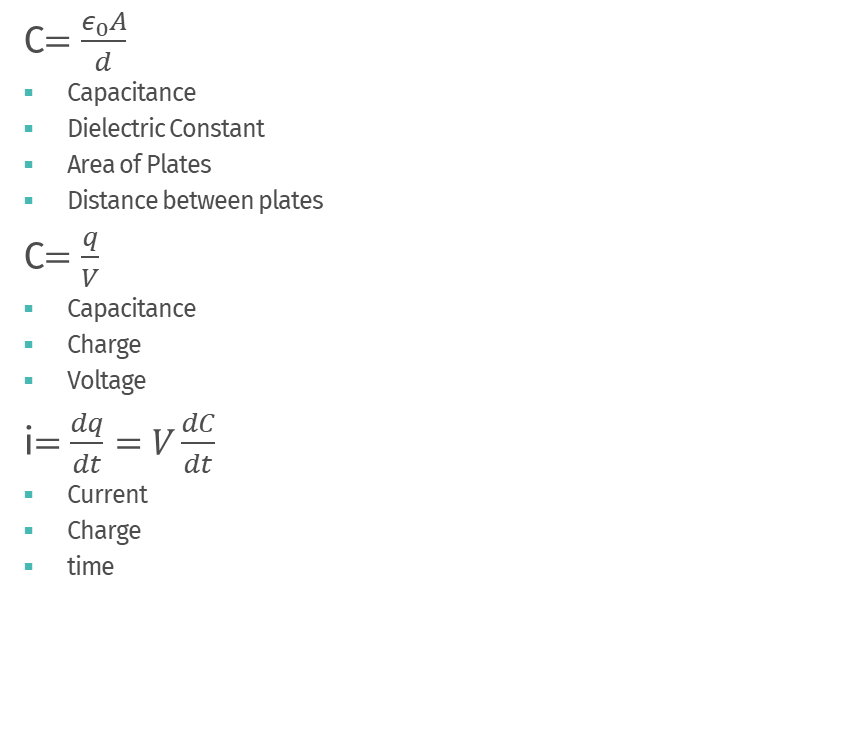 C= ϵ₀A/d
▪ Capacitance
▪ Dielectric Constant
▪ Area of Plates
▪ Distance between plates
C= q/V
▪ Capacitance
▪ Charge
▪ Voltage
i= dq/dt = V dC/dt
▪ Current
▪ Charge
▪ time